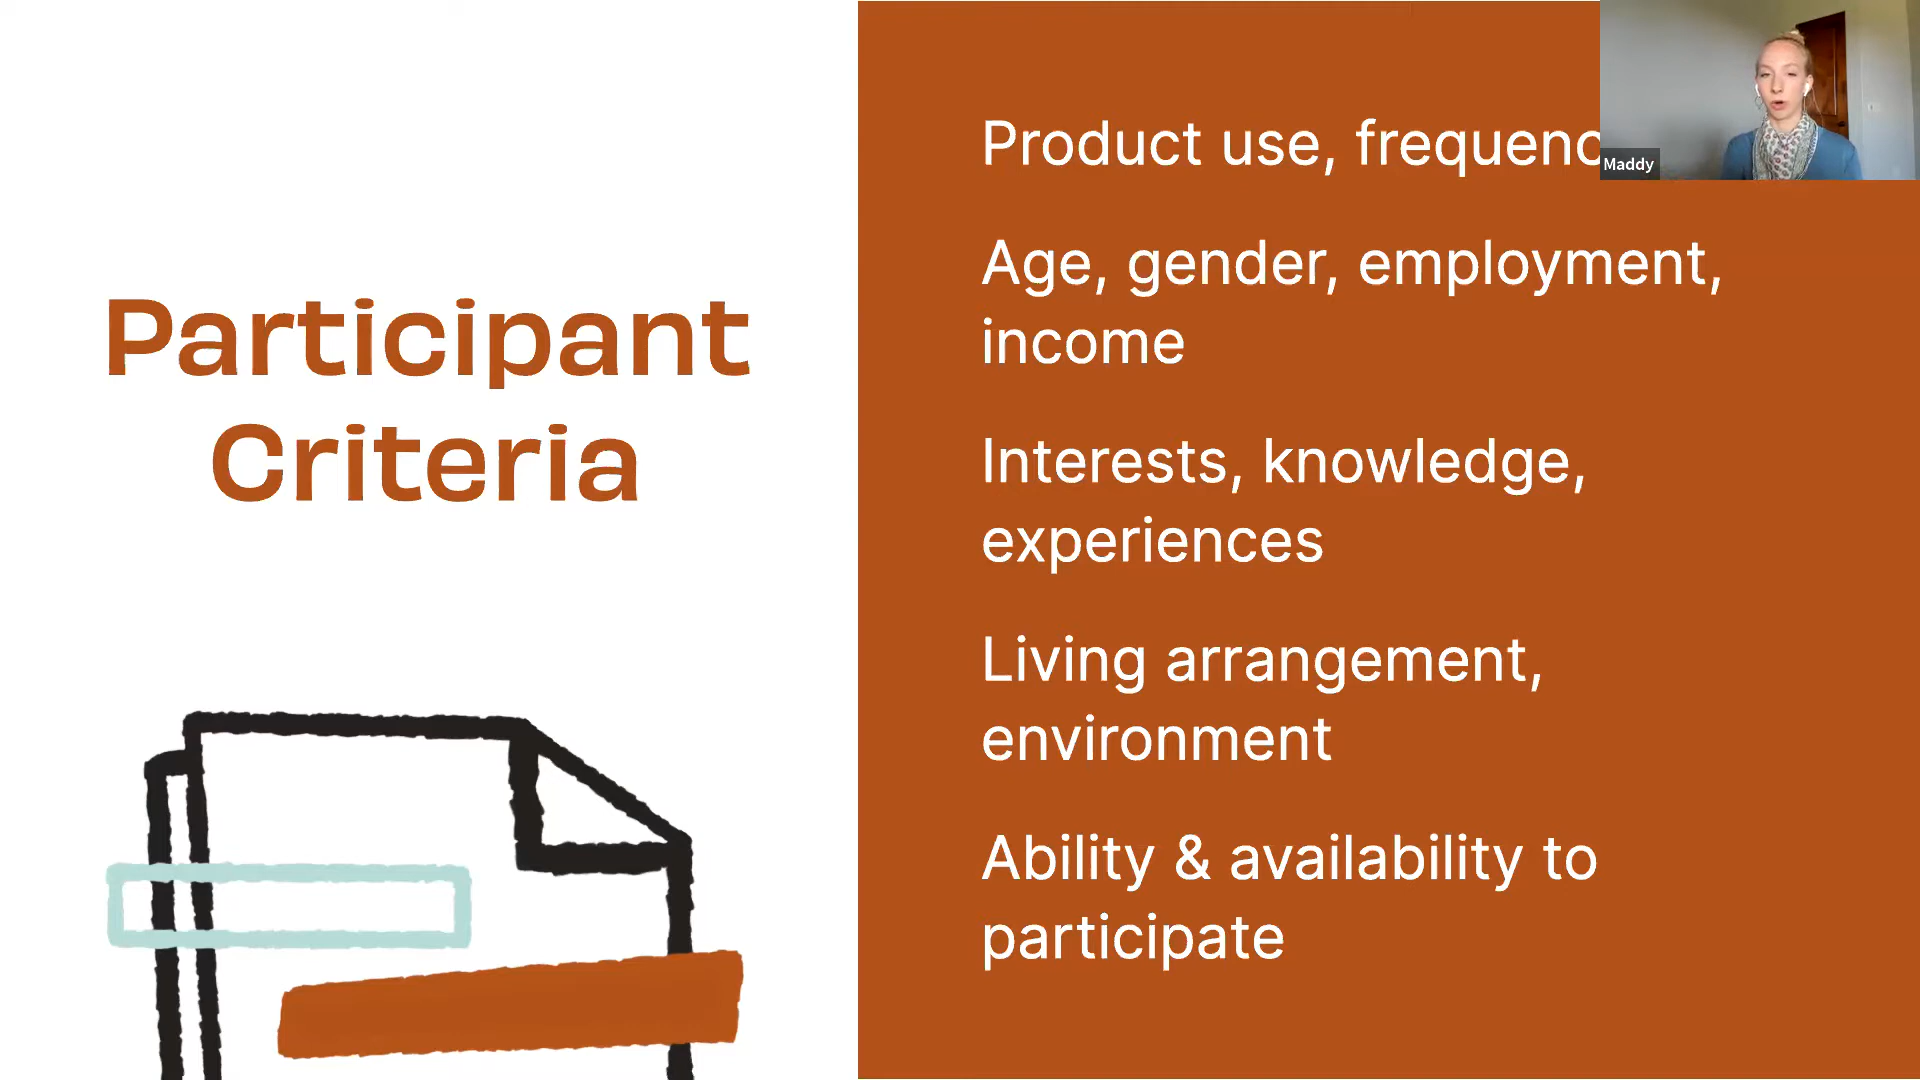 Participant
Criteria
Product use,
Age, gender, employment,
income
Interests, knowledge,
experiences
Living arrangement,
environment
Ability & availability to
participate
Maddy